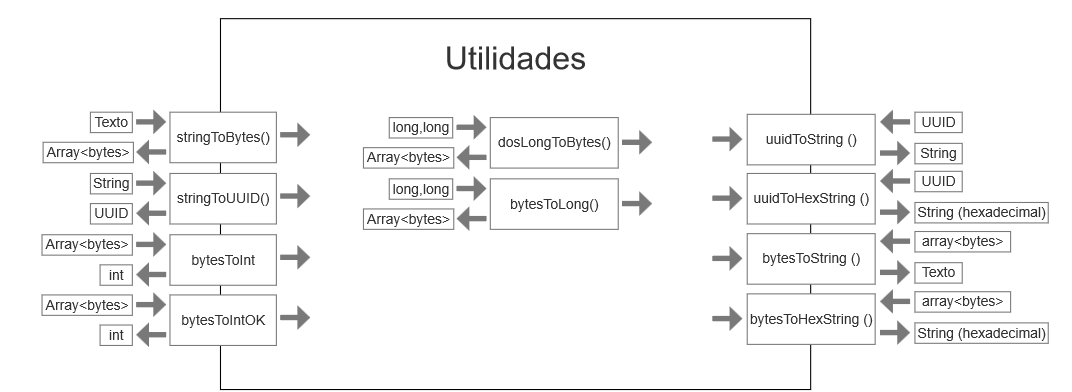 Utilidades
Texto
Array<bytes>
stringToBytes()
String
UUID
stringToUUID()
Array<bytes>
int
bytesToInt
Array<bytes>
int
bytesToIntOK
long,long
Array<bytes>
dosLongToBytes()
long,long
Array<bytes>
bytesToLong()
uuidToString ()
UUID
String
uuidToHexString ()
UUID
String (hexadecimal)
bytesToString ()
array<bytes>
Texto
bytesToHexString ()
array<bytes>
String (hexadecimal)